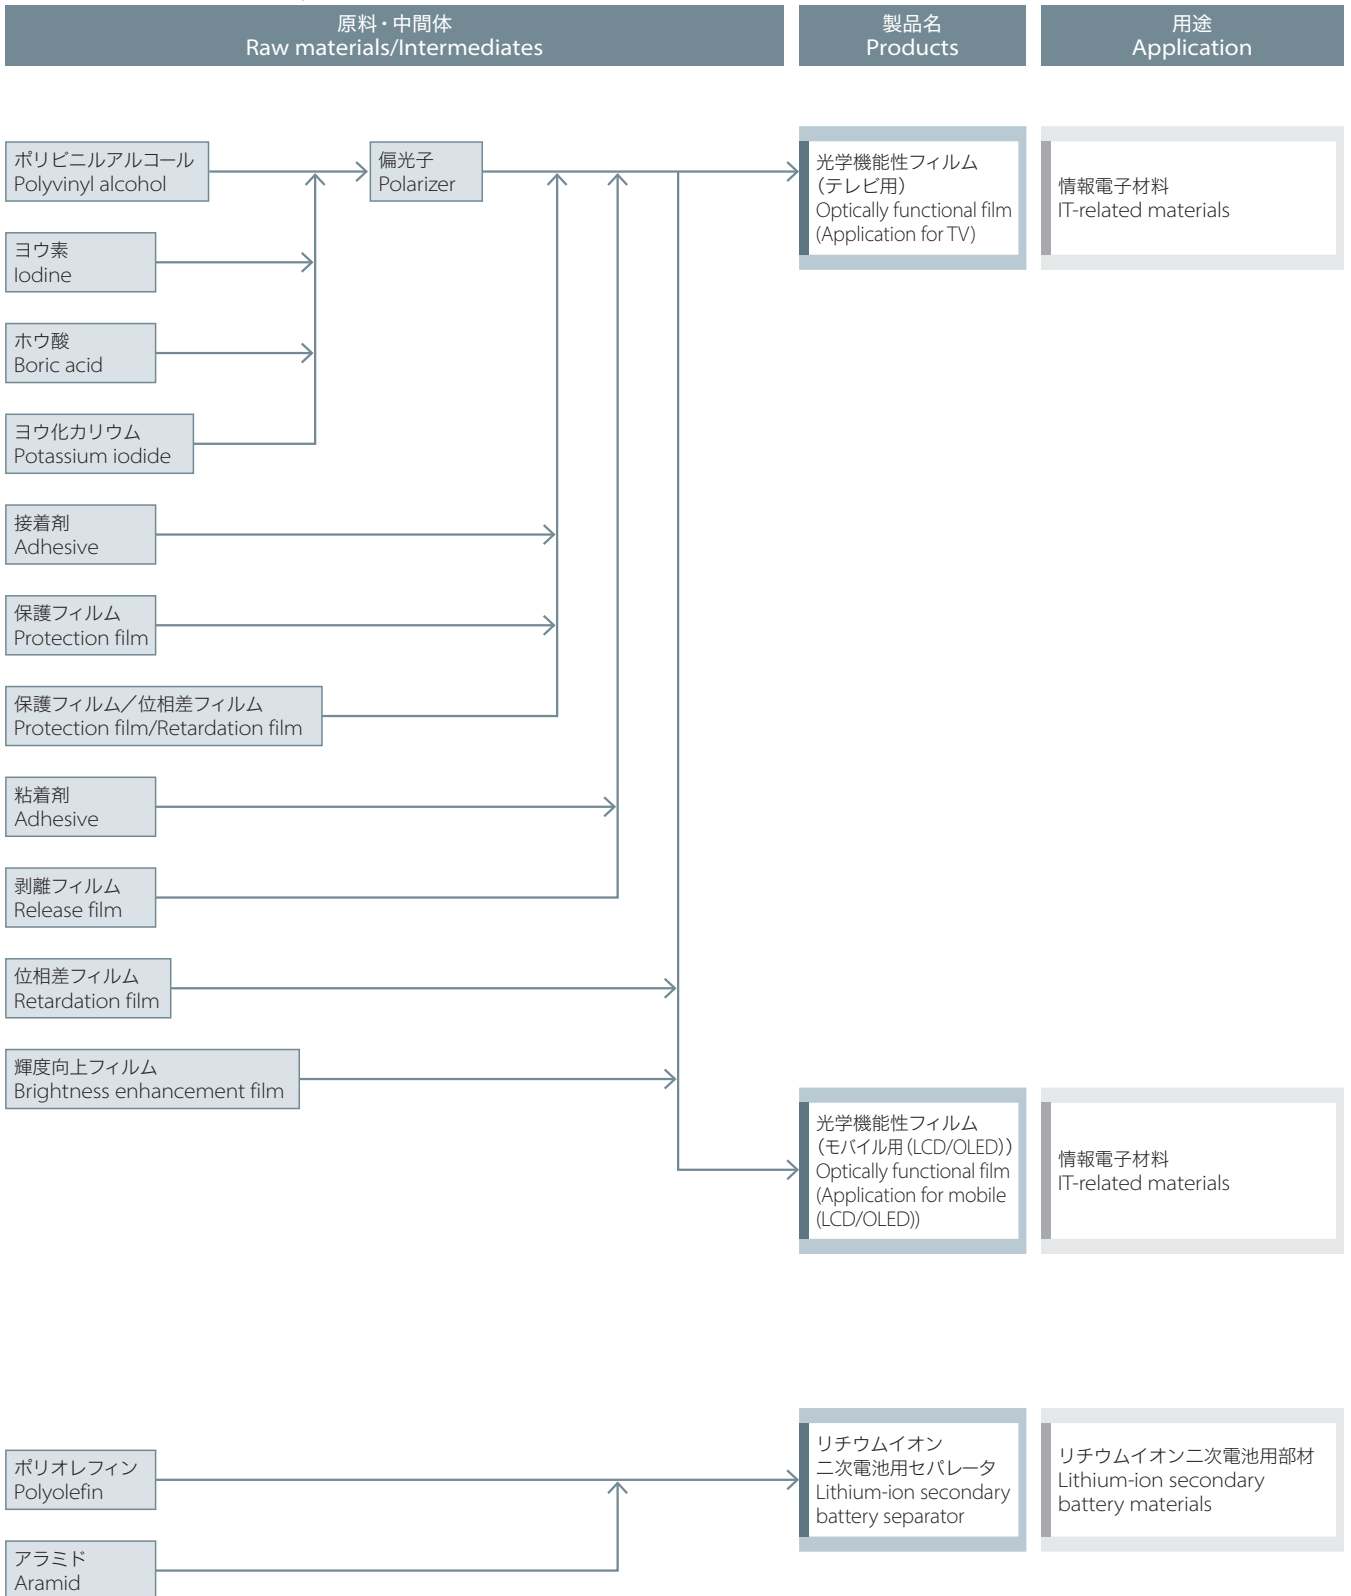 原料・中間体
Raw materials/Intermediates
製品名
Products
用途
Application
ポリビニルアルコール
Polyvinyl alcohol
偏光子
Polarizer
光学機能性フィルム
（テレビ用）
Optically functional film
(Application for TV)
情報電子材料
IT-related materials
ヨウ素
Iodine
ホウ酸
Boric acid
ヨウ化カリウム
Potassium iodide
接着剤
Adhesive
保護フィルム
Protection film
保護フィルム／位相差フィルム
Protection film/Retardation film
粘着剤
Adhesive
剥離フィルム
Release film
位相差フィルム
Retardation film
輝度向上フィルム
Brightness enhancement film
光学機能性フィルム
（モバイル用(LCD/OLED)）
Optically functional film
(Application for mobile
(LCD/OLED))
情報電子材料
IT-related materials
ポリオレフィン
Polyolefin
リチウムイオン
二次電池用セパレータ
Lithium-ion secondary
battery separator
リチウムイオン二次電池用部材
Lithium-ion secondary
battery materials
アラミド
Aramid